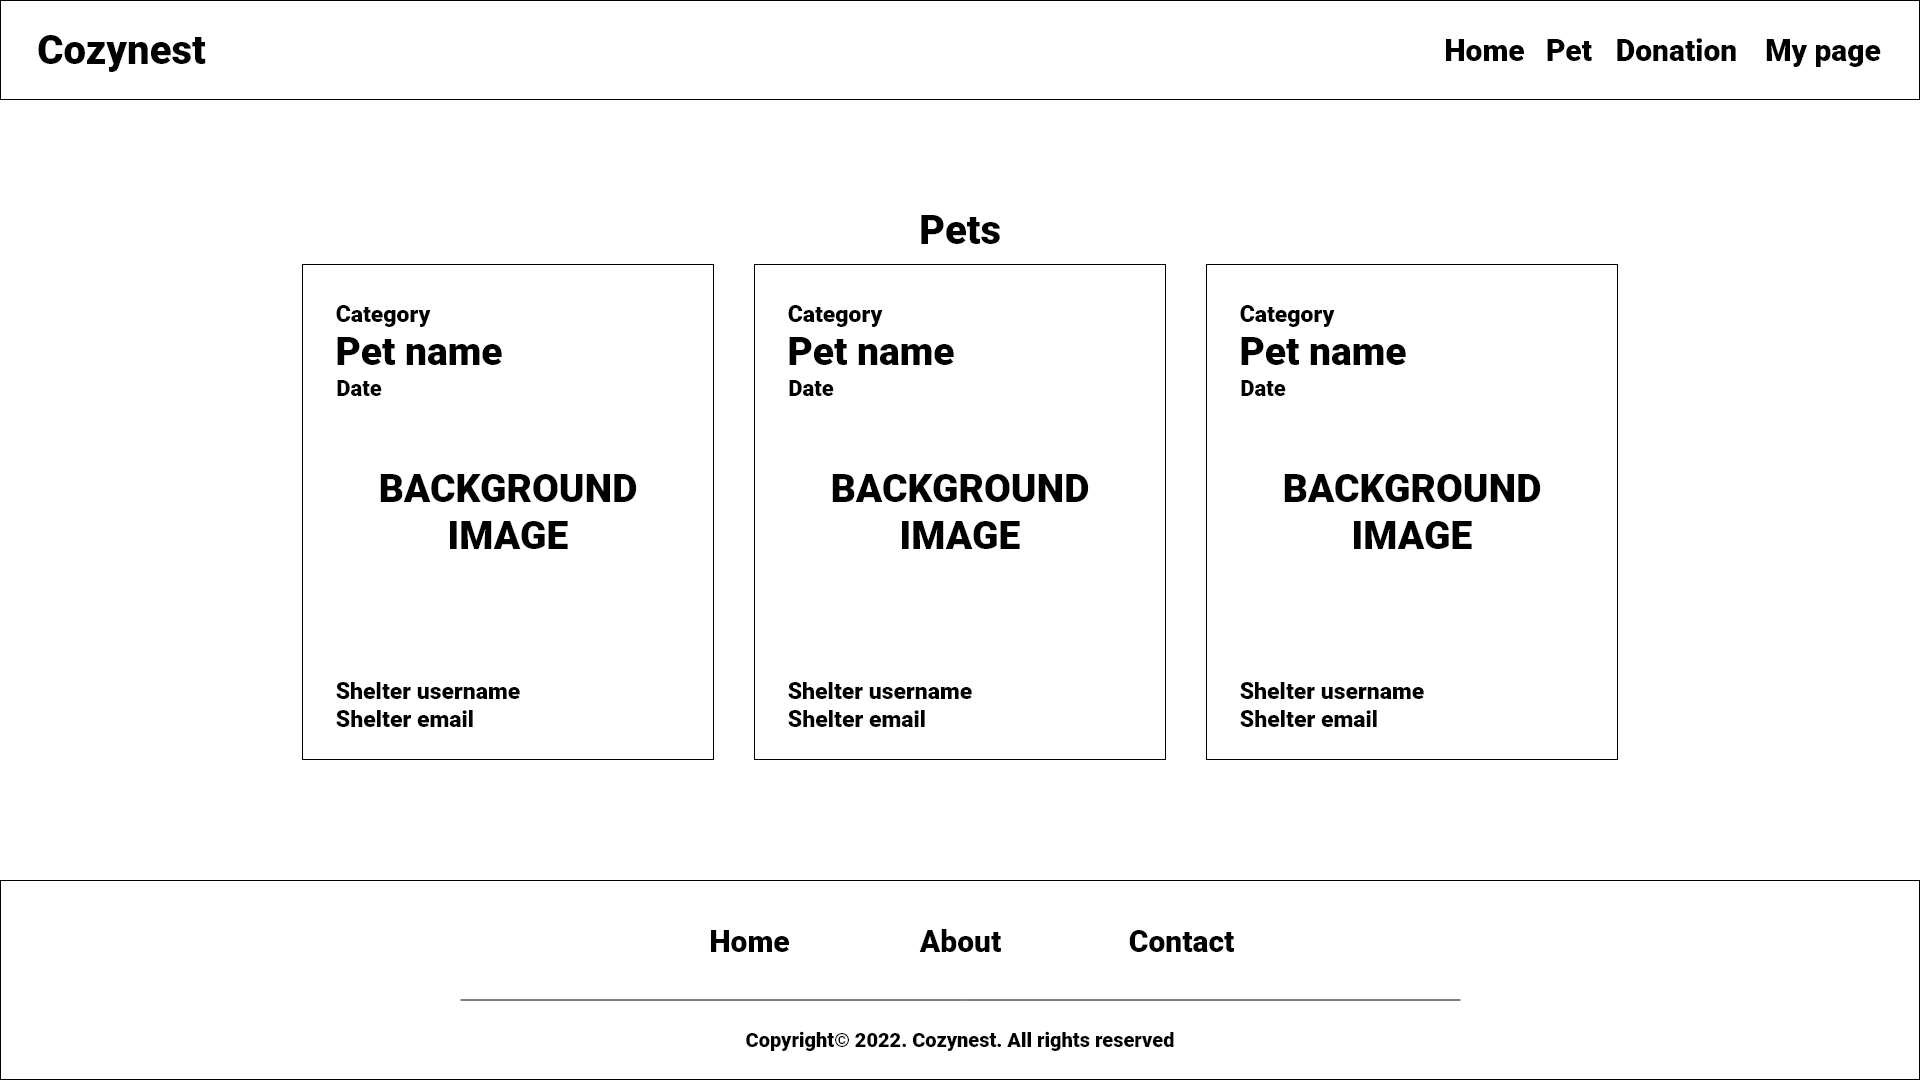 Cozynest
Home Pet Donation My page
Pets
Category
Pet name
Date
BACKGROUND
IMAGE
Shelter username
Shelter email
Category
Pet name
Date
BACKGROUND
IMAGE
Shelter username
Shelter email
Category
Pet name
Date
BACKGROUND
IMAGE
Shelter username
Shelter email
Home About Contact
Copyright© 2022. Cozynest. All rights reserved